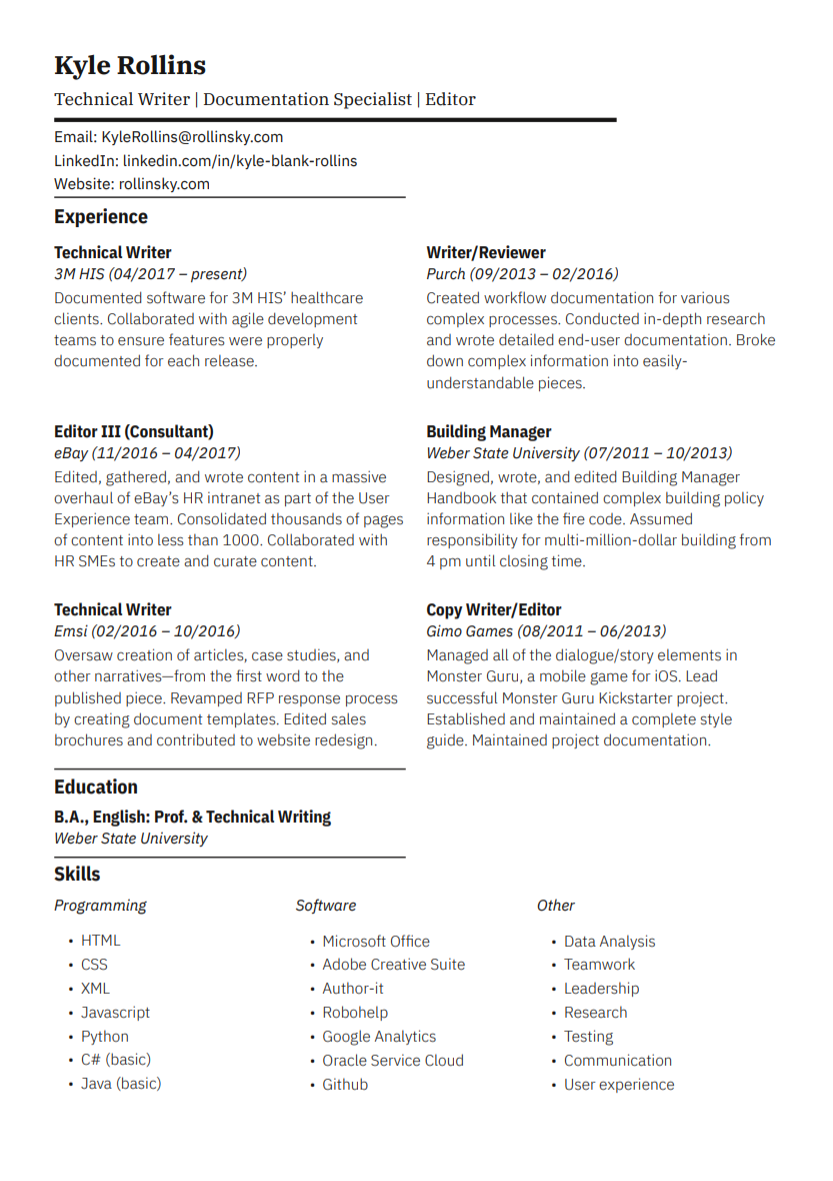 Kyle Rollins
Technical Writer | Documentation Specialist | Editor
Email: KyleRollins@rollinsky.com
LinkedIn: linkedin.com/in/kyle-blank-rollins
Website: rollinsky.com
Experience
Technical Writer
3M HIS (04/2017 – present)
Documented software for 3M HIS’ healthcare
clients. Collaborated with agile development
teams to ensure features were properly
documented for each release.
Editor III (Consultant)
eBay (11/2016 – 04/2017)
Edited, gathered, and wrote content in a massive
overhaul of eBay’s HR intranet as part of the User
Experience team. Consolidated thousands of pages
of content into less than 1000. Collaborated with
HR SMEs to create and curate content.
Technical Writer
Emsi (02/2016 – 10/2016)
Oversaw creation of articles, case studies, and
other narratives—from the first word to the
published piece. Revamped RFP response process
by creating document templates. Edited sales
brochures and contributed to website redesign.
Writer/Reviewer
Purch (09/2013 – 02/2016)
Created workflow documentation for various
complex processes. Conducted in-depth research
and wrote detailed end-user documentation. Broke
down complex information into easily-
understandable pieces.
Building Manager
Weber State University (07/2011 – 10/2013)
Designed, wrote, and edited Building Manager
Handbook that contained complex building policy
information like the fire code. Assumed
responsibility for multi-million-dollar building from
4 pm until closing time.
Copy Writer/Editor
Gimo Games (08/2011 – 06/2013)
Managed all of the dialogue/story elements in
Monster Guru, a mobile game for iOS. Lead
successful Monster Guru Kickstarter project.
Established and maintained a complete style
guide. Maintained project documentation.
Education
B.A., English: Prof. & Technical Writing
Weber State University
Skills
Programming
• HTML
• CSS
• XML
• Javascript
• Python
• C# (basic)
• Java (basic)
Software
• Microsoft Office
• Adobe Creative Suite
• Author-it
• Robohelp
• Google Analytics
• Oracle Service Cloud
• Github
Other
• Data Analysis
• Teamwork
• Leadership
• Research
• Testing
• Communication
• User experience